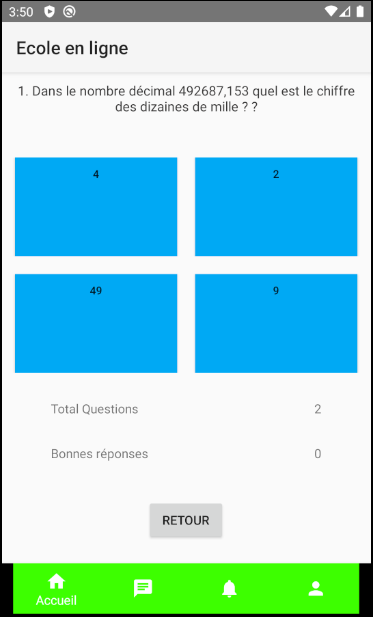 3:50
Ecole en ligne
1. Dans le nombre décimal 492687,153 quel est le chiffre
des dizaines de mille ? ?
4
2
49
9
Total Questions 2
Bonnes réponses 0
RETOUR
Accueil